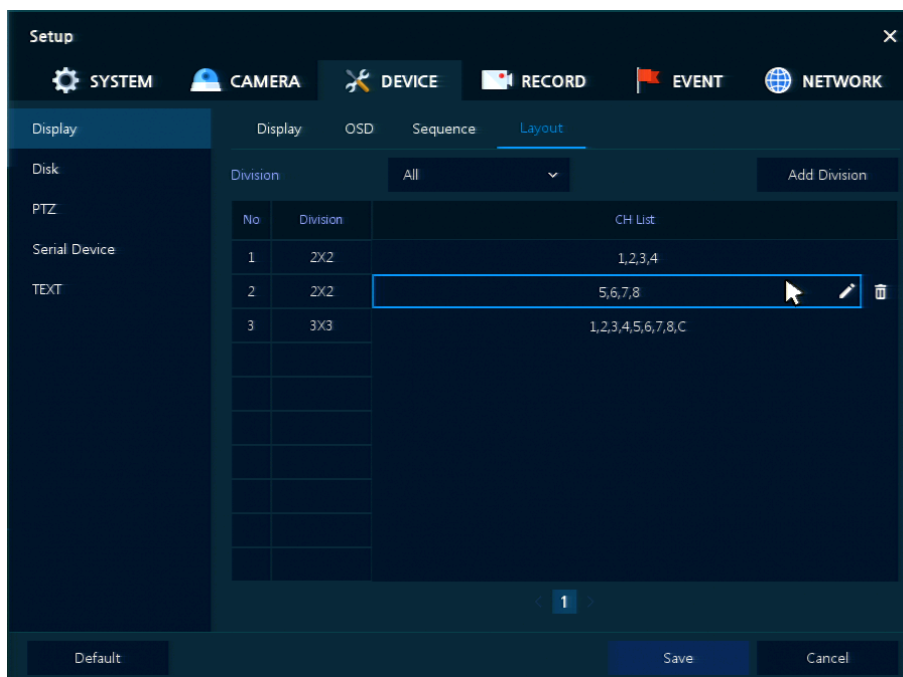 Setup
SYSTEM CAMERA DEVICE RECORD EVENT NETWORK
Display Display OSD Sequence Layout
Disk Division All Add Division
PTZ No Division CH List
Serial Device 1 2X2 1,2,3,4
TEXT 2 2X2 5,6,7,8
3 3X3 1,2,3,4,5,6,7,8,C
1
Default Save Cancel